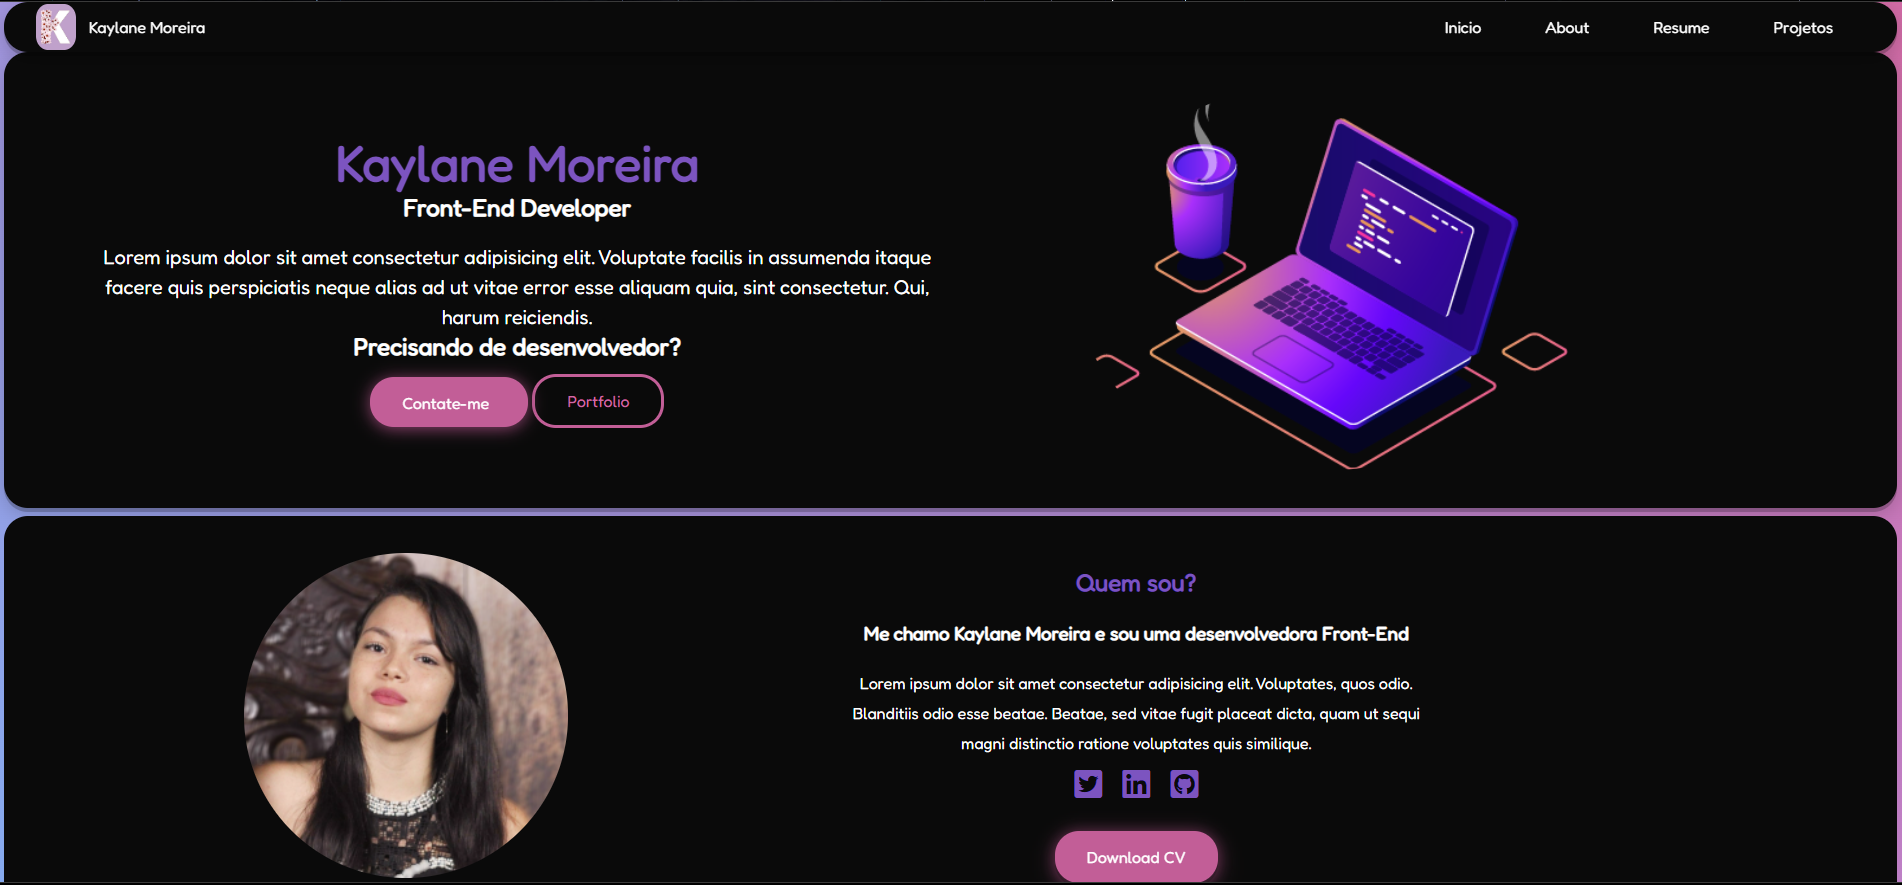 K
Kaylane Moreira
Inicio
About
Resume
Projetos
Kaylane Moreira
Front-End Developer
Lorem ipsum dolor sit amet consectetur adipisicing elit. Voluptate facilis in assumenda itaque
facere quis perspiciatis neque alias ad ut vitae error esse aliquam quia, sint consectetur. Qui,
harum reiciendis.
Precisando de desenvolvedor?
Contate-me
Portfolio
Quem sou?
Me chamo Kaylane Moreira e sou uma desenvolvedora Front-End
Lorem ipsum dolor sit amet consectetur adipisicing elit. Voluptates, quos odio.
Blanditiis odio esse beatae. Beatae, sed vitae fugit placeat dicta, quam ut sequi
magni distinctio ratione voluptates quis similique.
in
Download CV